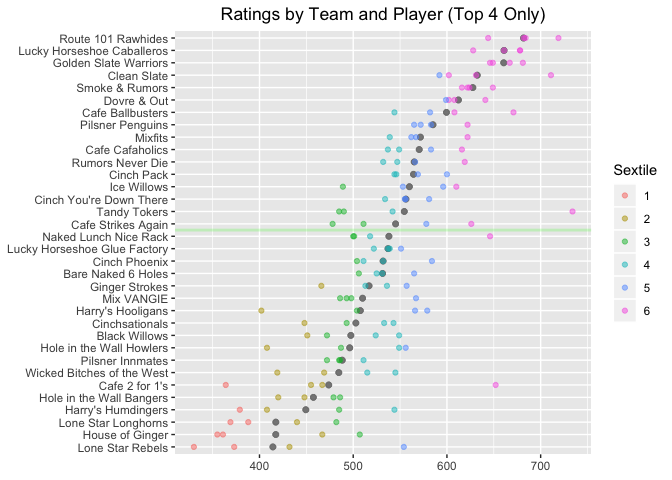 Ratings by Team and Player (Top 4 Only)
Route 101 Rawhides
Lucky Horseshoe Caballeros
Golden Slate Warriors
Clean Slate
Smoke & Rumors
Dovre & Out
Cafe Ballbusters
Pilsner Penguins
Mixfits
Cafe Cafaholics
Rumors Never Die
Cinch Pack
Ice Willows
Cinch You're Down There
Tandy Tokers
Cafe Strikes Again
Naked Lunch Nice Rack
Lucky Horseshoe Glue Factory
Cinch Phoenix
Bare Naked 6 Holes
Ginger Strokes
Mix VANGIE
Harry's Hooligans
Cinchsationals
Black Willows
Hole in the Wall Howlers
Pilsner Innmates
Wicked Bitches of the West
Cafe 2 for 1's
Hole in the Wall Bangers
Harry's Humdingers
Lone Star Longhorns
House of Ginger
Lone Star Rebels
400 500 600 700
Sextile
1
2
3
4
5
6